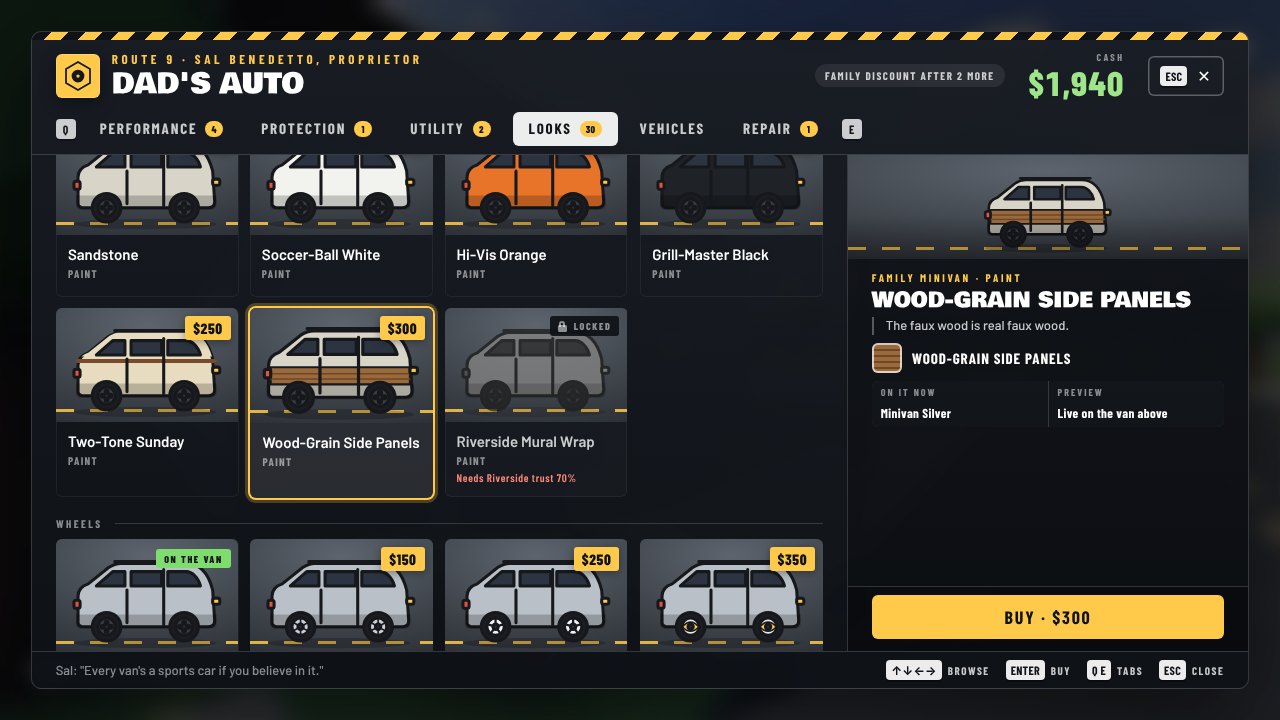 ROUTE 9 · SAL BENEDETTO, PROPRIETOR
DAD'S AUTO
FAMILY DISCOUNT AFTER 2 MORE
CASH
$1,940
ESC ✕
Q PERFORMANCE 4 PROTECTION 1 UTILITY 2 LOOKS 30 VEHICLES REPAIR 1 E
Sandstone
PAINT
Soccer-Ball White
PAINT
Hi-Vis Orange
PAINT
Grill-Master Black
PAINT
$250
Two-Tone Sunday
PAINT
$300
Wood-Grain Side Panels
PAINT
LOCKED
Riverside Mural Wrap
PAINT
Needs Riverside trust 70%
WHEELS
ON THE VAN
$150
$250
$350
FAMILY MINIVAN · PAINT
WOOD-GRAIN SIDE PANELS
The faux wood is real faux wood.
WOOD-GRAIN SIDE PANELS
ON IT NOW
Minivan Silver
PREVIEW
Live on the van above
BUY · $300
Sal: "Every van's a sports car if you believe in it."
↑↓←→ BROWSE ENTER BUY Q E TABS ESC CLOSE